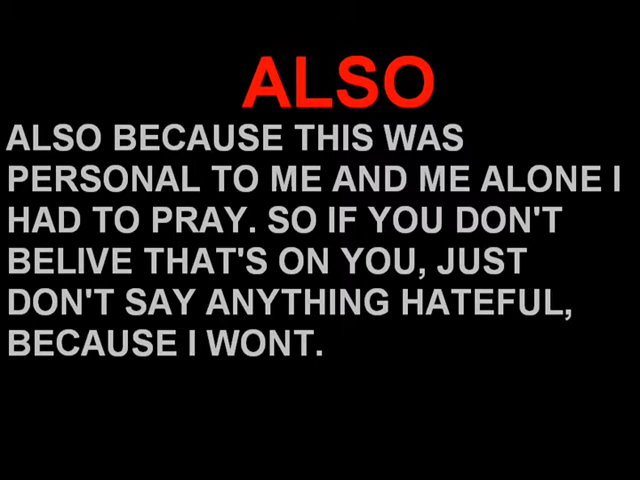 ALSO
ALSO BECAUSE THIS WAS
PERSONAL TO ME AND ME ALONE I
HAD TO PRAY. SO IF YOU DON'T
BELIVE THAT'S ON YOU, JUST
DON'T SAY ANYTHING HATEFUL,
BECAUSE I WONT.